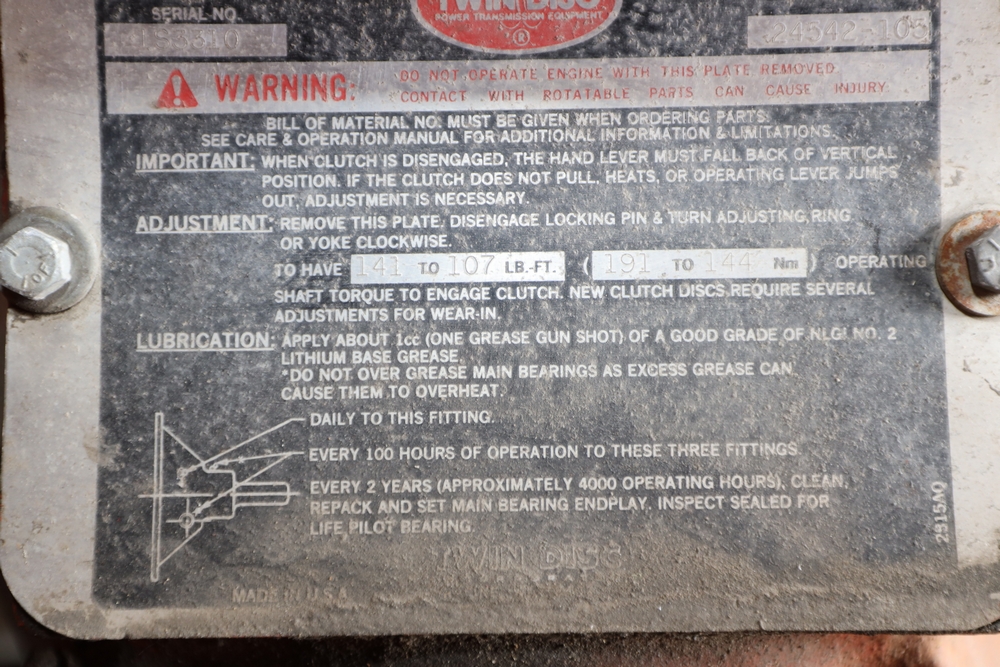 TWIN DISC
POWER TRANSMISSION EQUIPMENT
®
SERIAL NO.
24542-105
WARNING: DO NOT OPERATE ENGINE WITH THIS PLATE REMOVED
CONTACT WITH ROTATABLE PARTS CAN CAUSE INJURY.
BILL OF MATERIAL NO. MUST BE GIVEN WHEN ORDERING PARTS.
SEE CARE & OPERATION MANUAL FOR ADDITIONAL INFORMATION & LIMITATIONS.
IMPORTANT: WHEN CLUTCH IS DISENGAGED, THE HAND LEVER MUST FALL BACK OF VERTICAL
POSITION. IF THE CLUTCH DOES NOT PULL, HEATS, OR OPERATING LEVER JUMPS
OUT, ADJUSTMENT IS NECESSARY.
ADJUSTMENT: REMOVE THIS PLATE, DISENGAGE LOCKING PIN & TURN ADJUSTING RING
OR YOKE CLOCKWISE.
TO HAVE 141 TO 107 LB.-FT. (191 TO 144 Nm) OPERATING
SHAFT TORQUE TO ENGAGE CLUTCH. NEW CLUTCH DISCS REQUIRE SEVERAL
ADJUSTMENTS FOR WEAR-IN.
LUBRICATION: APPLY ABOUT 1cc (ONE GREASE GUN SHOT) OF A GOOD GRADE OF NLGI NO. 2
LITHIUM BASE GREASE.
*DO NOT OVER GREASE MAIN BEARINGS AS EXCESS GREASE CAN
CAUSE THEM TO OVERHEAT.
DAILY TO THIS FITTING.
EVERY 100 HOURS OF OPERATION TO THESE THREE FITTINGS.
EVERY 2 YEARS (APPROXIMATELY 4000 OPERATING HOURS), CLEAN,
REPACK AND SET MAIN BEARING ENDPLAY. INSPECT SEALED FOR
LIFE PILOT BEARING.
2815AQ
TWIN DISC
MADE IN U.S.A.